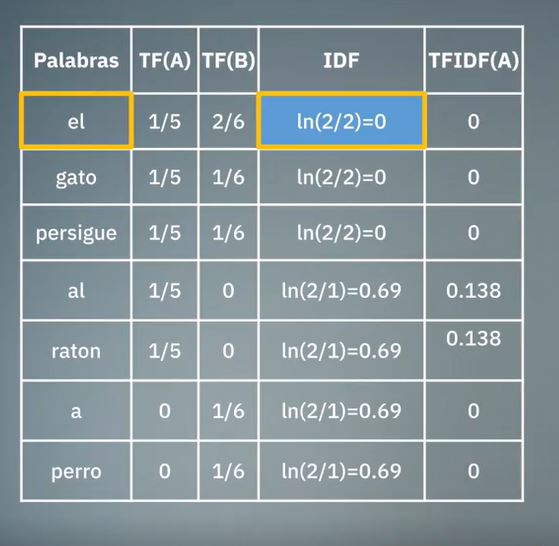 Palabras TF(A) TF(B) IDF TFIDF(A)
el 1/5 2/6 ln(2/2)=0 0
gato 1/5 1/6 ln(2/2)=0 0
persigue 1/5 1/6 ln(2/2)=0 0
al 1/5 0 ln(2/1)=0.69 0.138
raton 1/5 0 ln(2/1)=0.69 0.138
a 0 1/6 ln(2/1)=0.69 0
perro 0 1/6 ln(2/1)=0.69 0